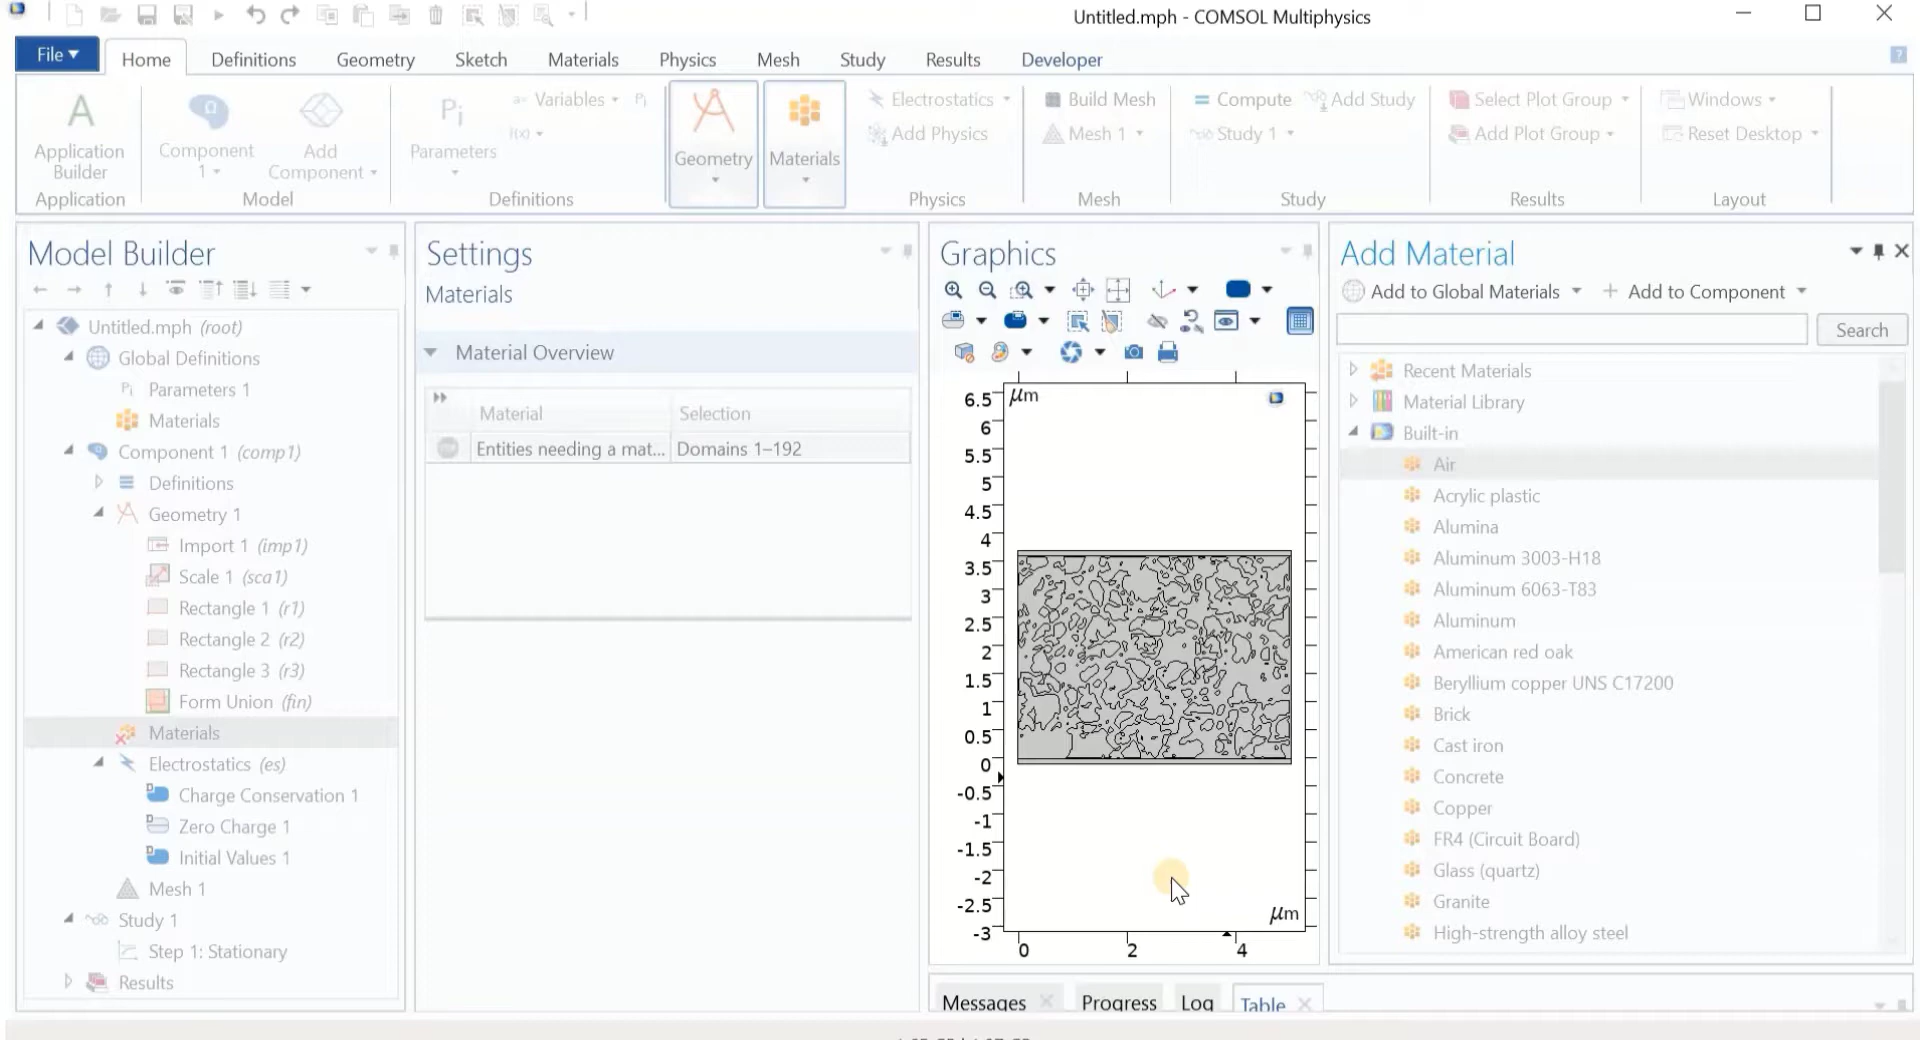 Untitled.mph - COMSOL Multiphysics
File Home Definitions Geometry Sketch Materials Physics Mesh Study Results Developer
Application Builder
Application
Component 1
Add Component
Model
Pi Parameters
a= Variables Pi
f(x)
Definitions
Geometry
Materials
Electrostatics
Add Physics
Physics
Build Mesh
Mesh 1
Mesh
= Compute Add Study
Study 1
Study
Select Plot Group
Add Plot Group
Results
Windows
Reset Desktop
Layout
Model Builder
Untitled.mph (root)
Global Definitions
Pi Parameters 1
Materials
Component 1 (comp1)
Definitions
Geometry 1
Import 1 (imp1)
Scale 1 (sca1)
Rectangle 1 (r1)
Rectangle 2 (r2)
Rectangle 3 (r3)
Form Union (fin)
Materials
Electrostatics (es)
D Charge Conservation 1
D Zero Charge 1
D Initial Values 1
Mesh 1
Study 1
Step 1: Stationary
Results
Settings
Materials
Material Overview
Material Selection
Entities needing a mat... Domains 1–192
Graphics
μm
6.5
6
5.5
5
4.5
4
3.5
3
2.5
2
1.5
1
0.5
0
-0.5
-1
-1.5
-2
-2.5
-3
μm
0 2 4
Messages Progress Log Table
Add Material
Add to Global Materials + Add to Component
Search
Recent Materials
Material Library
Built-in
Air
Acrylic plastic
Alumina
Aluminum 3003-H18
Aluminum 6063-T83
Aluminum
American red oak
Beryllium copper UNS C17200
Brick
Cast iron
Concrete
Copper
FR4 (Circuit Board)
Glass (quartz)
Granite
High-strength alloy steel